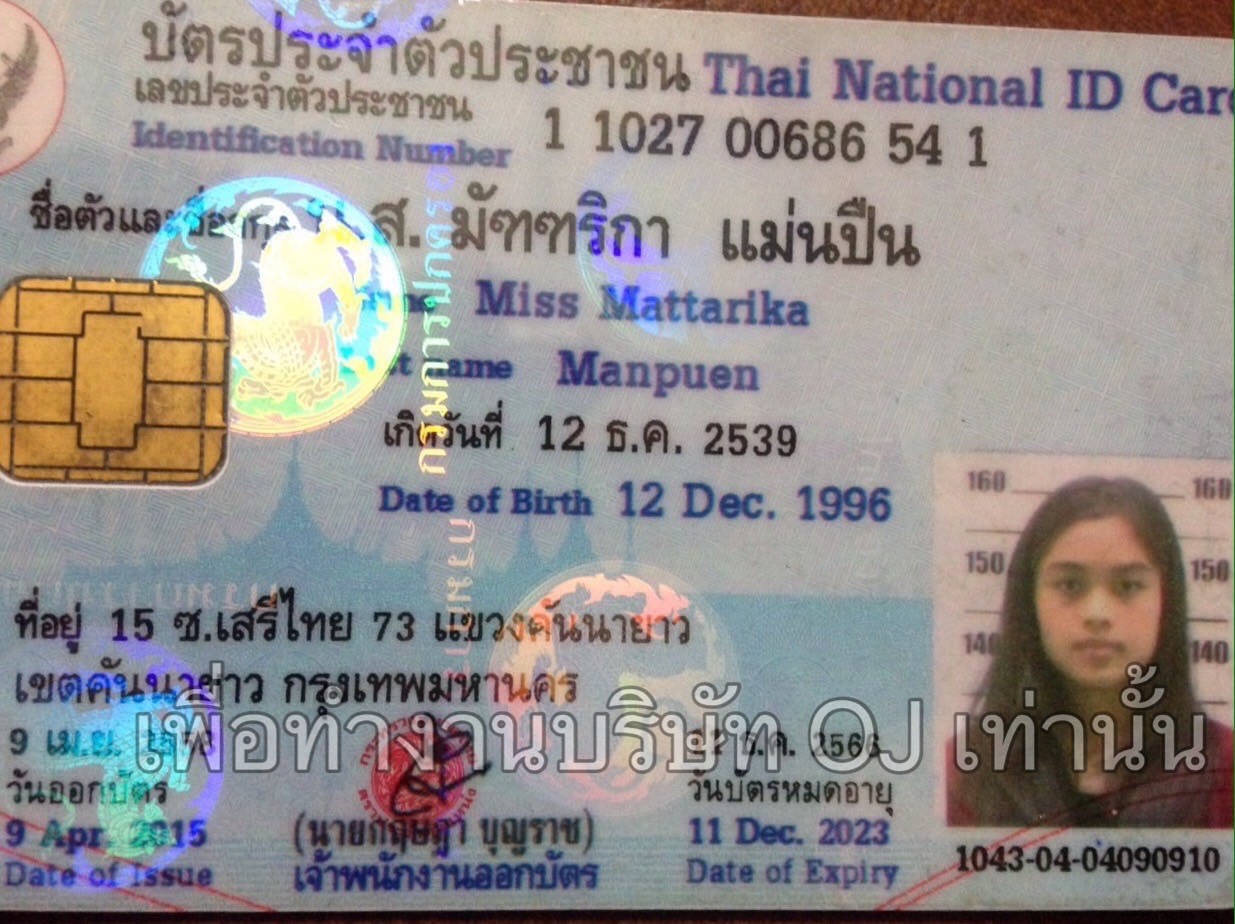 บัตรประจำตัวประชาชน Thai National ID Card
เลขประจำตัวประชาชน 1 1027 00686 54 1
Identification Number
ชื่อตัวและ ส. มัฑฑริกา แม่นปืน
Miss Mattarika
name Manpuen
เกิดวันที่ 12 ธ.ค. 2539
Date of Birth 12 Dec. 1996
160 160
150 150
140 140
ที่อยู่ 15 ซ.เสรีไทย 73 แขวงคันนายาว
เขตคันนายาว กรุงเทพมหานคร
เพื่อทำงานบริษัท OJ เท่านั้น
9 เม.ย. ธ.ค. 2566
วันออกบัตร วันบัตรหมดอายุ
9 Apr. 2015 (นายกฤษฎา บุญราช) 11 Dec. 2023
Date of Issue เจ้าพนักงานออกบัตร Date of Expiry
1043-04-04090910
กรมการปกครอง